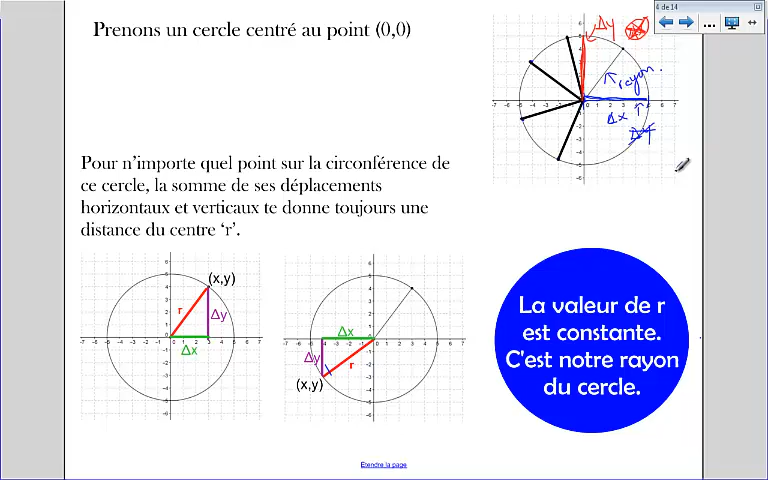 Prenons un cercle centré au point (0,0)
4 de 14
Δy
rayon.
Δx
Pour n'importe quel point sur la circonférence de
ce cercle, la somme de ses déplacements
horizontaux et verticaux te donne toujours une
distance du centre 'r'.
(x,y)
r
Δy
Δx
Δx
Δy
r
(x,y)
La valeur de r
est constante.
C'est notre rayon
du cercle.
Étendre la page